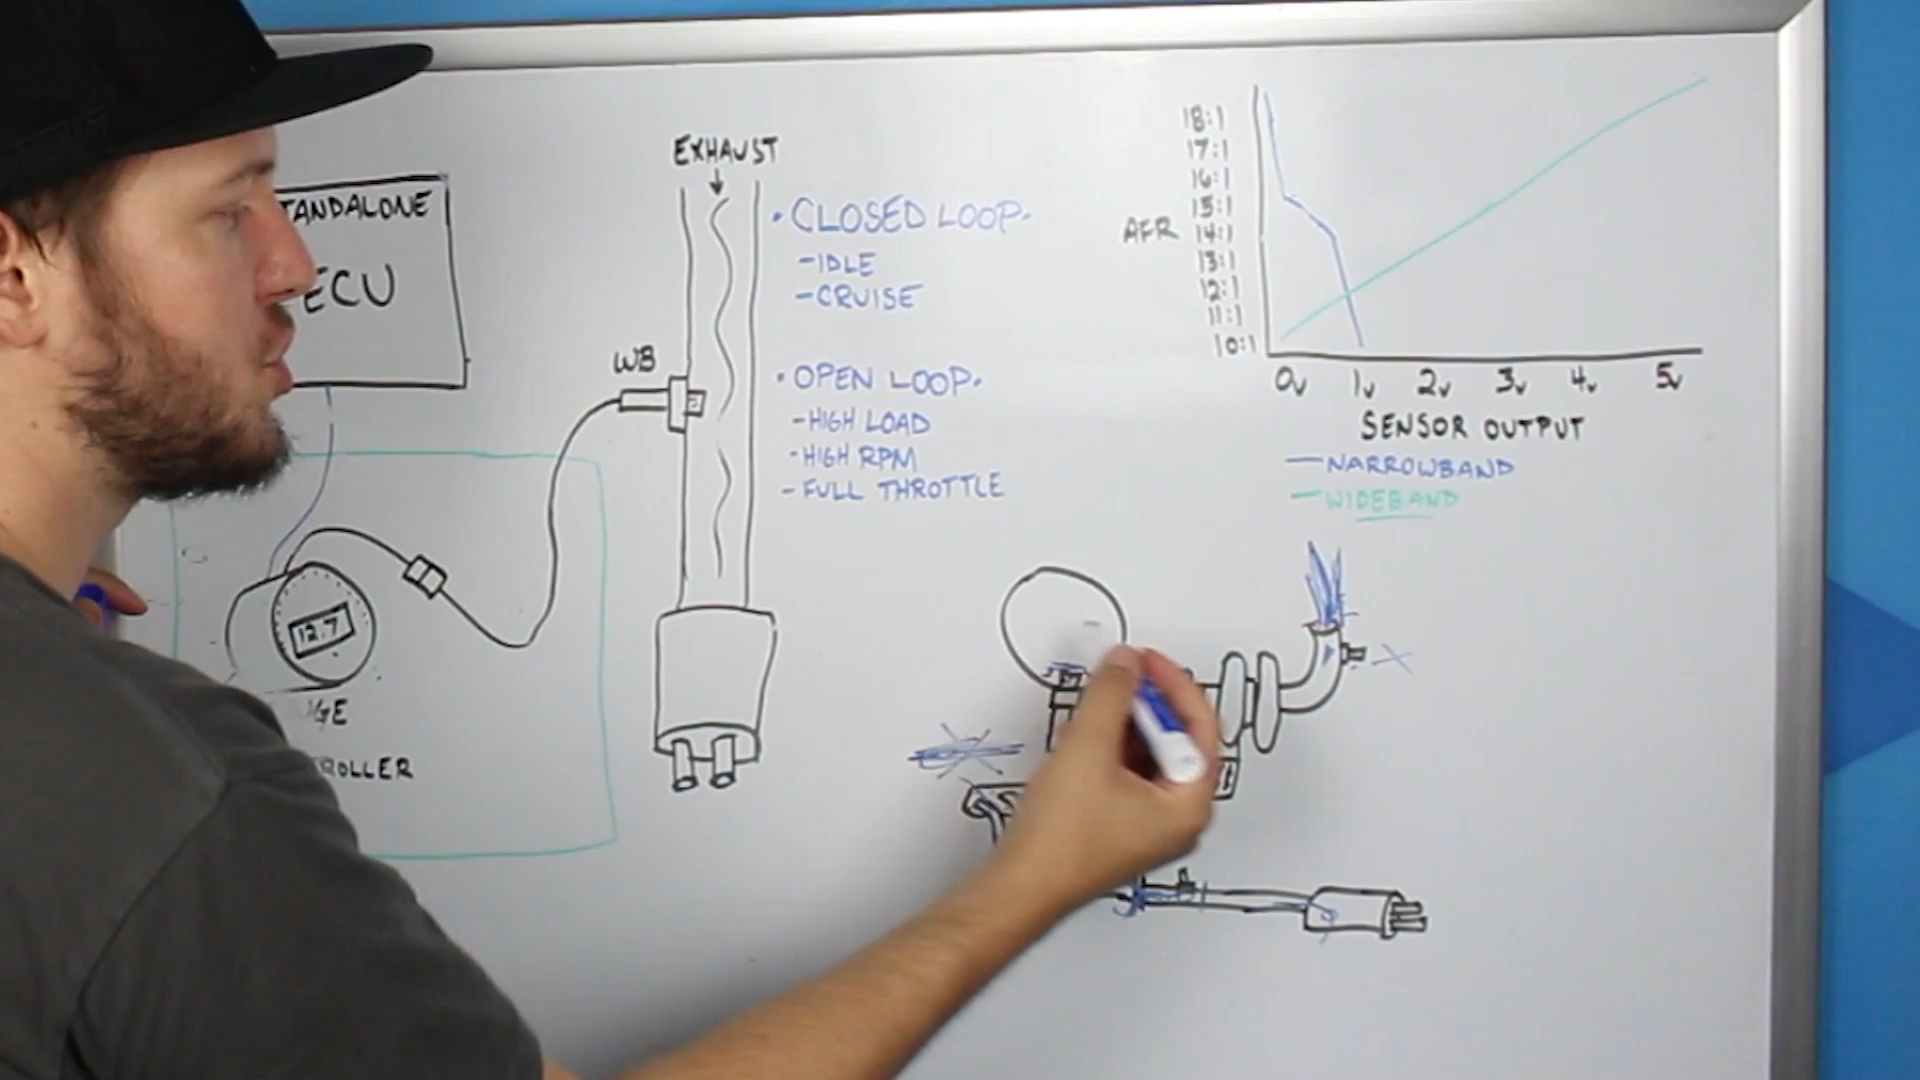 TANDALONE
ECU
EXHAUST
WB
• CLOSED LOOP.
-IDLE
-CRUISE
• OPEN LOOP.
-HIGH LOAD
-HIGH RPM
-FULL THROTTLE
12.7
GE
ROLLER
AFR
18:1
17:1
16:1
15:1
14:1
13:1
12:1
11:1
10:1
0v 1v 2v 3v 4v 5v
SENSOR OUTPUT
—NARROWBAND
—WIDEBAND